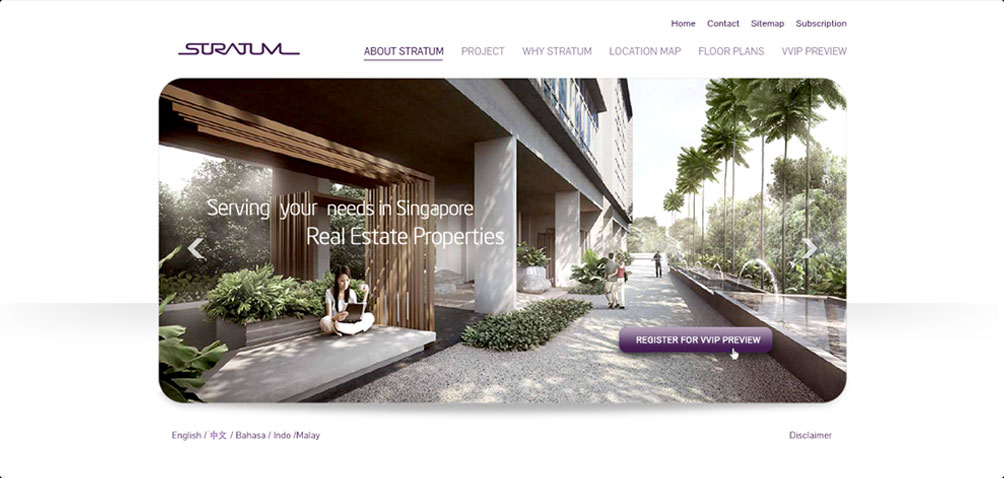 Home Contact Sitemap Subscription
STRATUM
ABOUT STRATUM PROJECT WHY STRATUM LOCATION MAP FLOOR PLANS VVIP PREVIEW
Serving your needs in Singapore
Real Estate Properties
REGISTER FOR VVIP PREVIEW
English / 中文 / Bahasa / Indo /Malay
Disclaimer